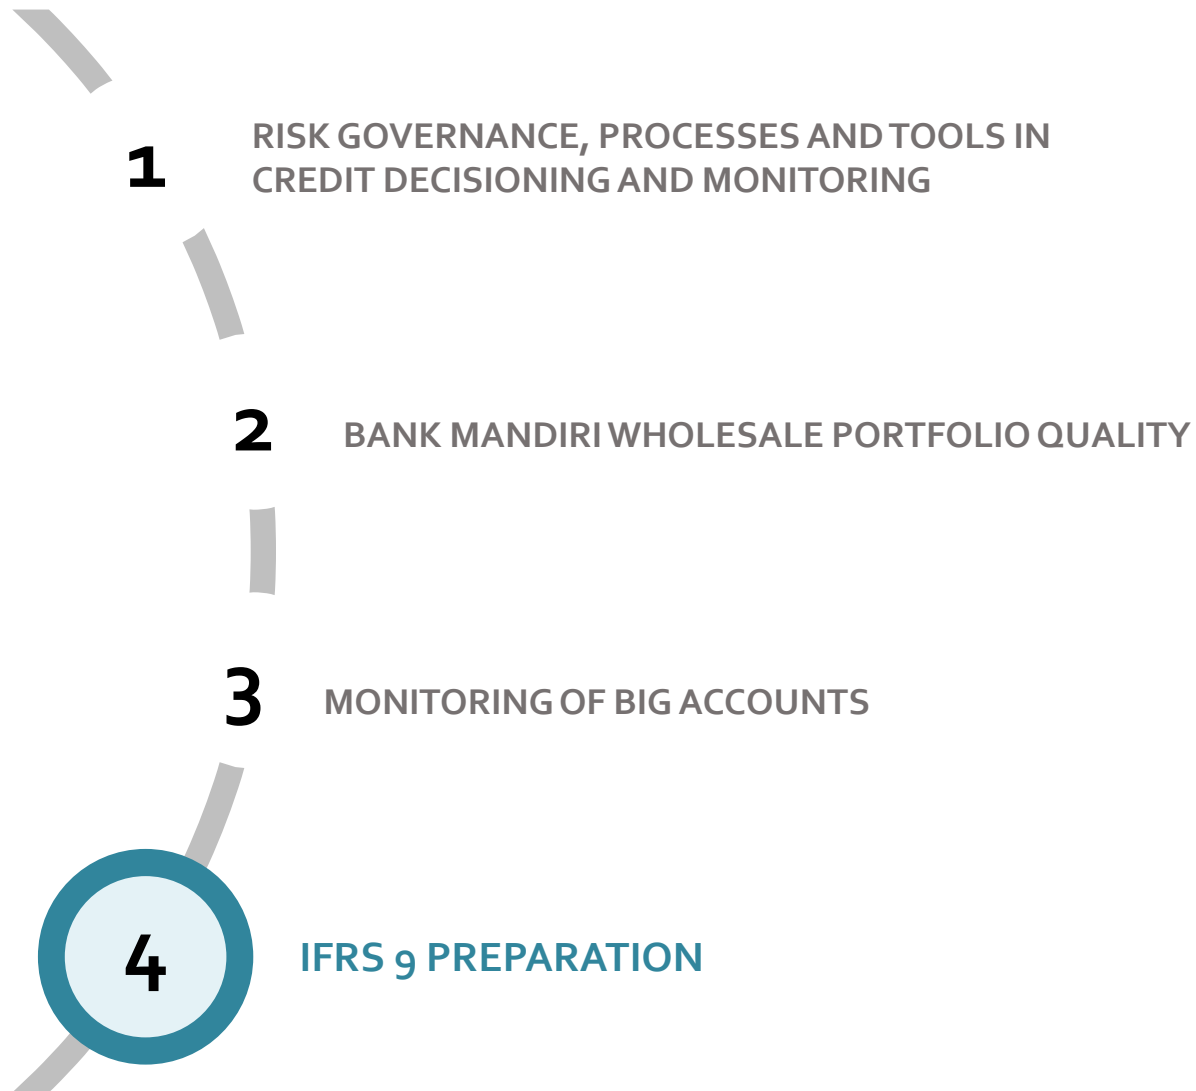 1
RISK GOVERNANCE, PROCESSES AND TOOLS IN
CREDIT DECISIONING AND MONITORING
2
BANK MANDIRI WHOLESALE PORTFOLIO QUALITY
3
MONITORING OF BIG ACCOUNTS
4
IFRS 9 PREPARATION